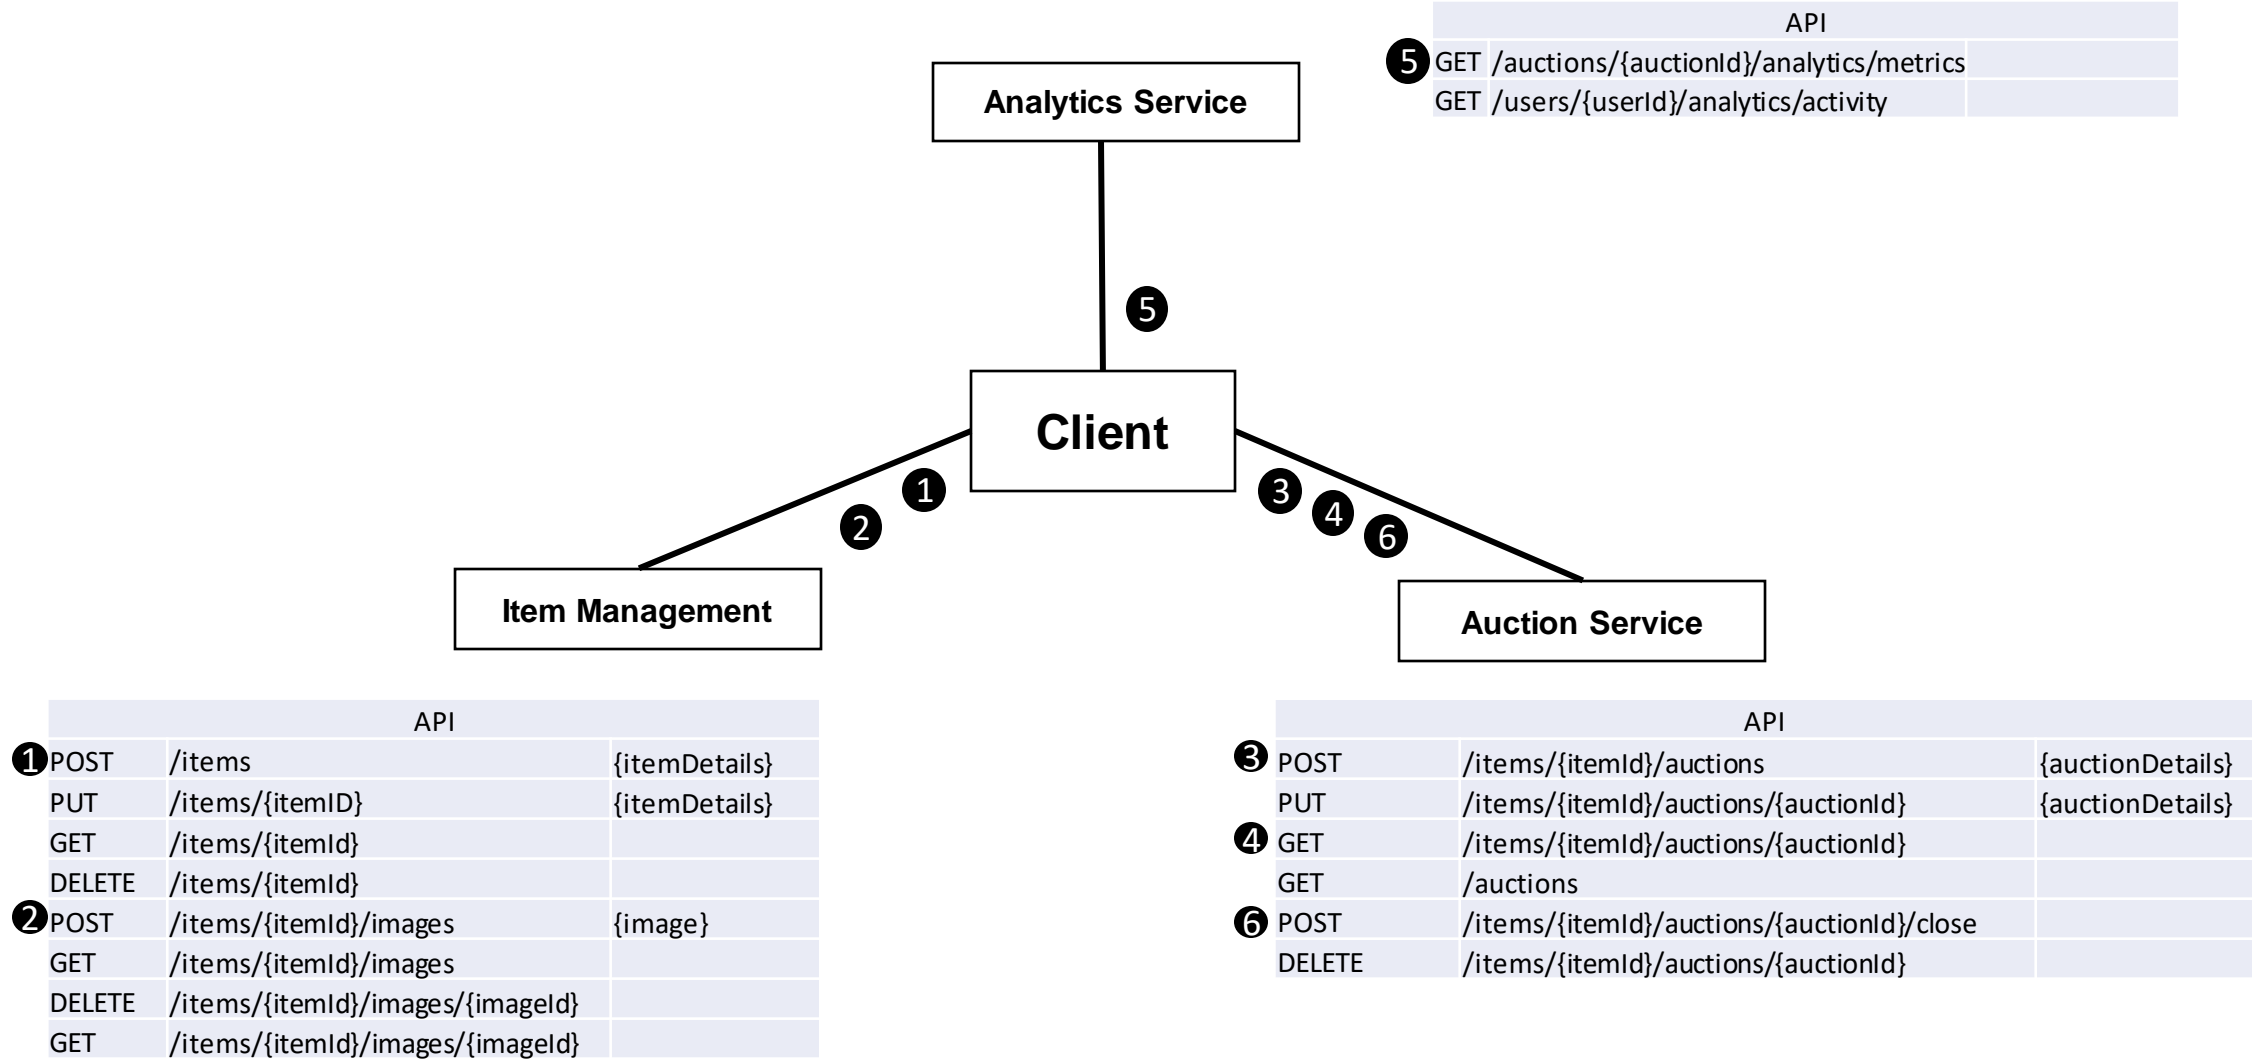 API
5 GET /auctions/{auctionId}/analytics/metrics
GET /users/{userId}/analytics/activity
Analytics Service
5
Client
1
2
3
4
6
Item Management
Auction Service
API
1 POST /items {itemDetails}
PUT /items/{itemID} {itemDetails}
GET /items/{itemId}
DELETE /items/{itemId}
2 POST /items/{itemId}/images {image}
GET /items/{itemId}/images
DELETE /items/{itemId}/images/{imageId}
GET /items/{itemId}/images/{imageId}
API
3 POST /items/{itemId}/auctions {auctionDetails}
PUT /items/{itemId}/auctions/{auctionId} {auctionDetails}
4 GET /items/{itemId}/auctions/{auctionId}
GET /auctions
6 POST /items/{itemId}/auctions/{auctionId}/close
DELETE /items/{itemId}/auctions/{auctionId}